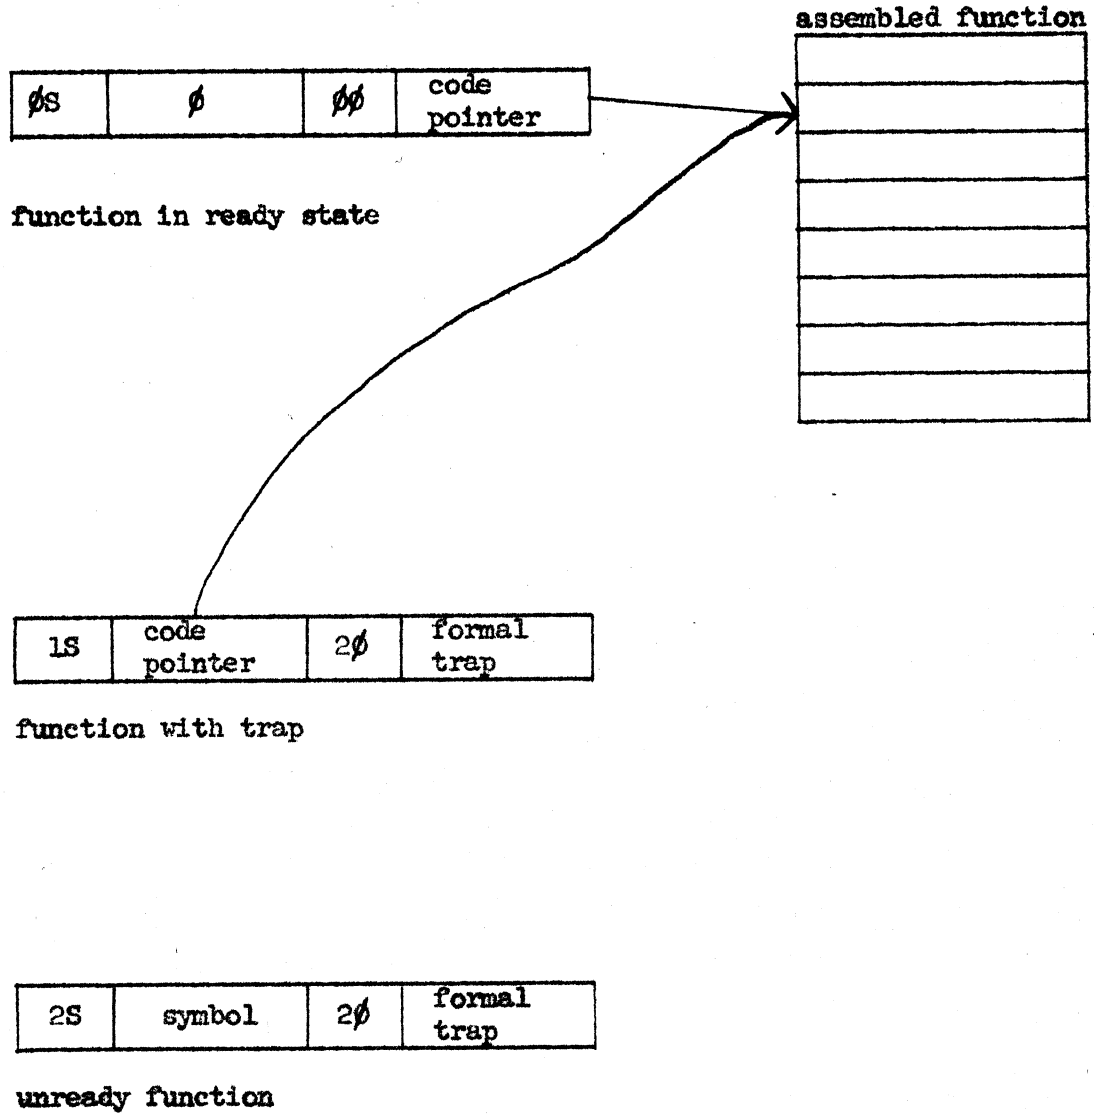 assembled function
ØS Ø ØØ code
pointer
function in ready state
1S code
pointer 2Ø formal
trap
function with trap
2S symbol 2Ø formal
trap
unready function